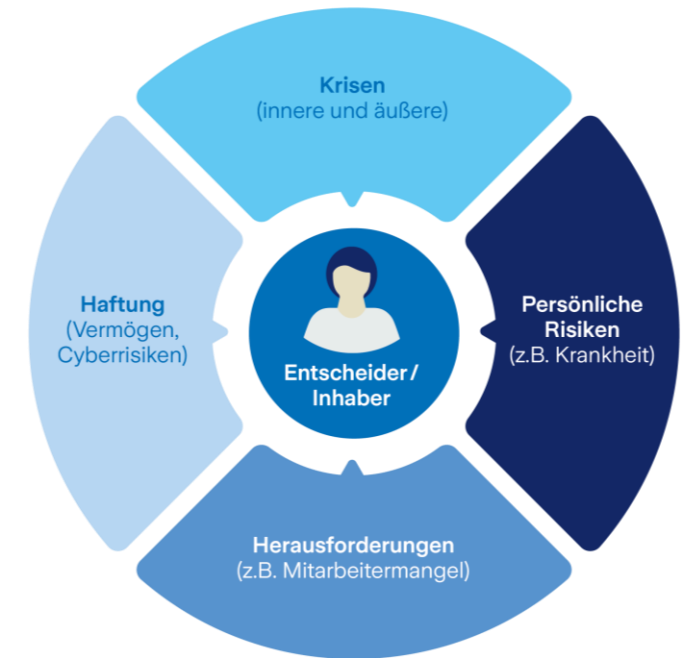 Krisen
(innere und äußere)
Haftung
(Vermögen,
Cyberrisiken)
Entscheider/
Inhaber
Persönliche
Risiken
(z.B. Krankheit)
Herausforderungen
(z.B. Mitarbeitermangel)